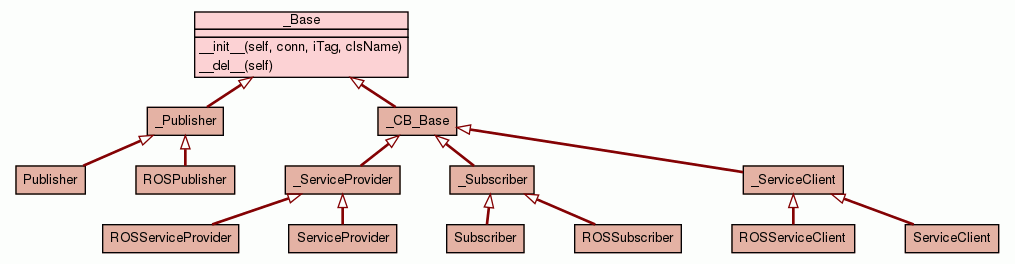 _Base
__init__(self, conn, iTag, clsName)
__del__(self)
_Publisher
_CB_Base
Publisher
ROSPublisher
_ServiceProvider
_Subscriber
_ServiceClient
ROSServiceProvider
ServiceProvider
Subscriber
ROSSubscriber
ROSServiceClient
ServiceClient